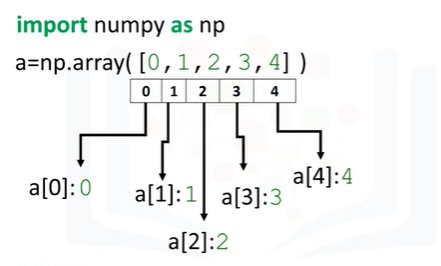 import numpy as np
a=np.array( [0,1,2,3,4] )
0 1 2 3 4
a[0]:0
a[1]:1
a[2]:2
a[3]:3
a[4]:4